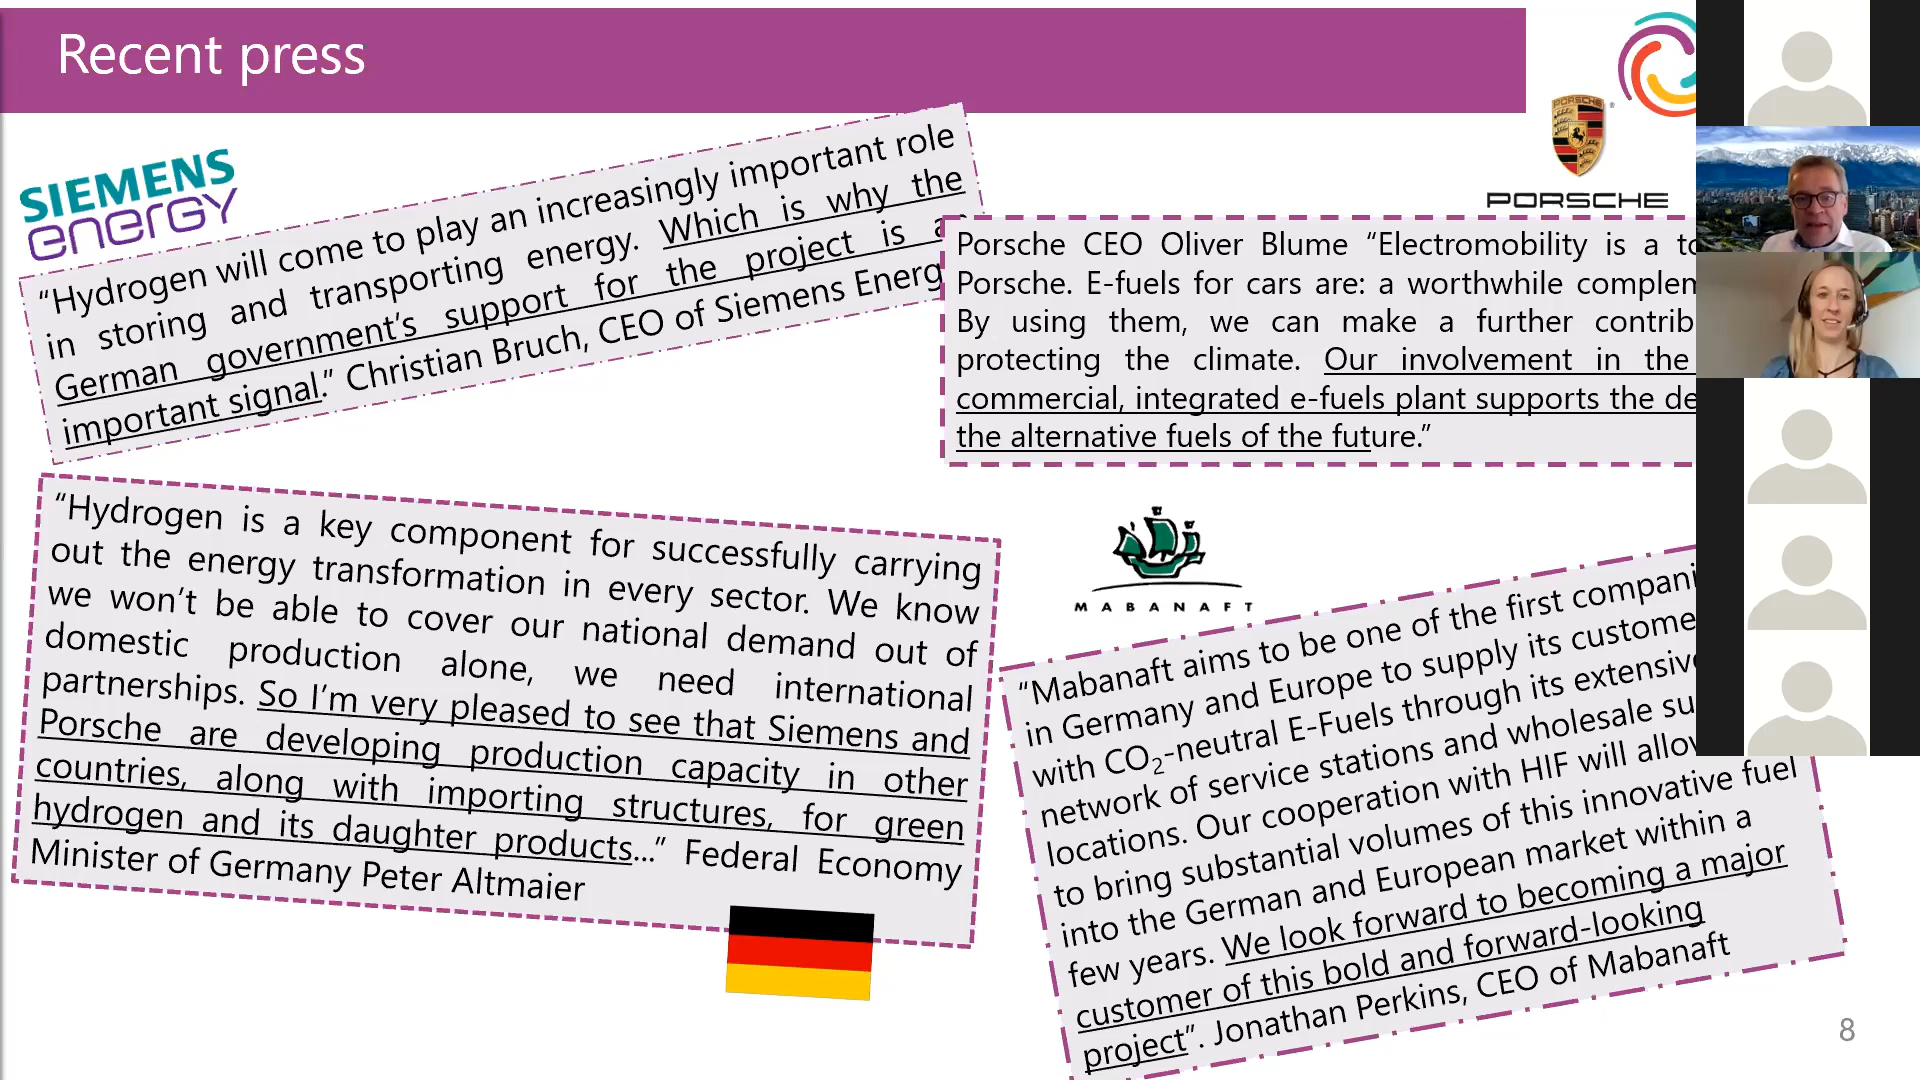 Recent press
SIEMENS
energy
“Hydrogen will come to play an increasingly important role
in storing and transporting energy. Which is why the
German government’s support for the project is a
important signal.” Christian Bruch, CEO of Siemens Energ
PORSCHE
PORSCHE
Porsche CEO Oliver Blume “Electromobility is a to
Porsche. E-fuels for cars are: a worthwhile complem
By using them, we can make a further contrib
protecting the climate. Our involvement in the
commercial, integrated e-fuels plant supports the de
the alternative fuels of the future.”
“Hydrogen is a key component for successfully carrying
out the energy transformation in every sector. We know
we won’t be able to cover our national demand out of
domestic production alone, we need international
partnerships. So I’m very pleased to see that Siemens and
Porsche are developing production capacity in other
countries, along with importing structures, for green
hydrogen and its daughter products...” Federal Economy
Minister of Germany Peter Altmaier
MABANAFT
“Mabanaft aims to be one of the first compani
in Germany and Europe to supply its custome
with CO₂-neutral E-Fuels through its extensiv
network of service stations and wholesale su
locations. Our cooperation with HIF will allow
to bring substantial volumes of this innovative fuel
into the German and European market within a
few years. We look forward to becoming a major
customer of this bold and forward-looking
project”. Jonathan Perkins, CEO of Mabanaft
8